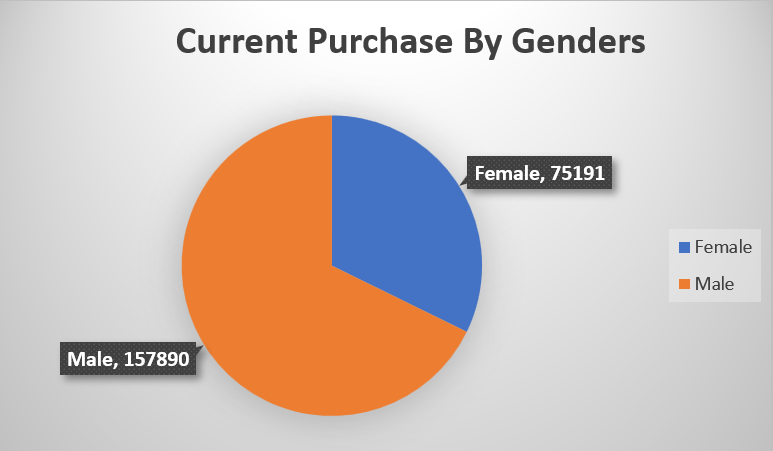 Current Purchase By Genders
Female, 75191
Female
Male
Male, 157890